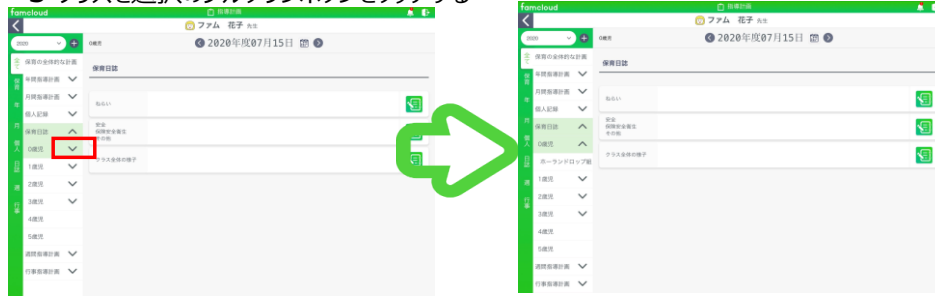 famcloud
指導計画
ファム 花子 先生
2020
0歳児
2020年度07月15日
保育の全体的な計画
年間指導計画
月間指導計画
個人記録
保育日誌
0歳児
1歳児
2歳児
3歳児
4歳児
5歳児
週間指導計画
行事指導計画
保育日誌
ねらい
安全
保険安全衛生
その他
クラス全体の様子
famcloud
指導計画
ファム 花子 先生
2020
0歳児
2020年度07月15日
保育の全体的な計画
年間指導計画
月間指導計画
個人記録
保育日誌
0歳児
ホーランドロップ組
1歳児
2歳児
3歳児
4歳児
5歳児
週間指導計画
行事指導計画
保育日誌
ねらい
安全
保険安全衛生
その他
クラス全体の様子